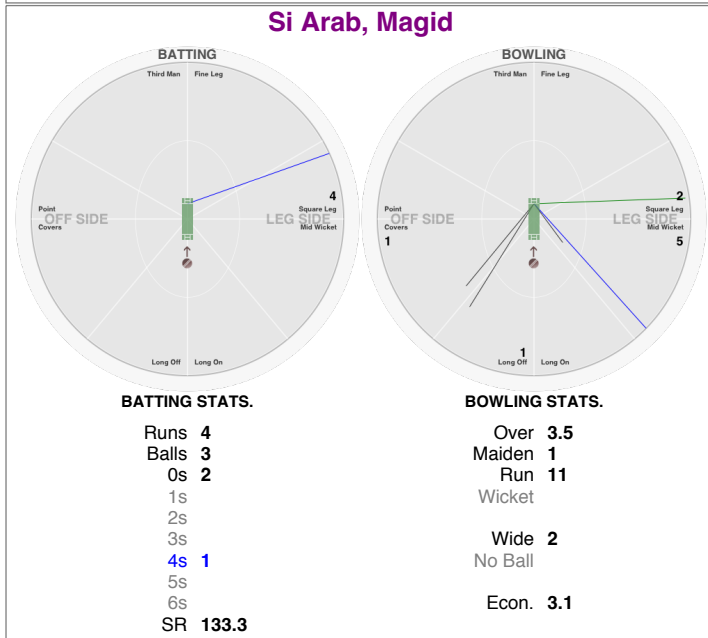 Si Arab, Magid
BATTING
Third Man Fine Leg
4
Point Square Leg
OFF SIDE LEG SIDE
Covers Mid Wicket
Long Off Long On
BATTING STATS.
Runs 4
Balls 3
0s 2
1s
2s
3s
4s 1
5s
6s
SR 133.3
BOWLING
Third Man Fine Leg
2
Point Square Leg
OFF SIDE LEG SIDE
Covers Mid Wicket
1 5
1
Long Off Long On
BOWLING STATS.
Over 3.5
Maiden 1
Run 11
Wicket
Wide 2
No Ball
Econ. 3.1